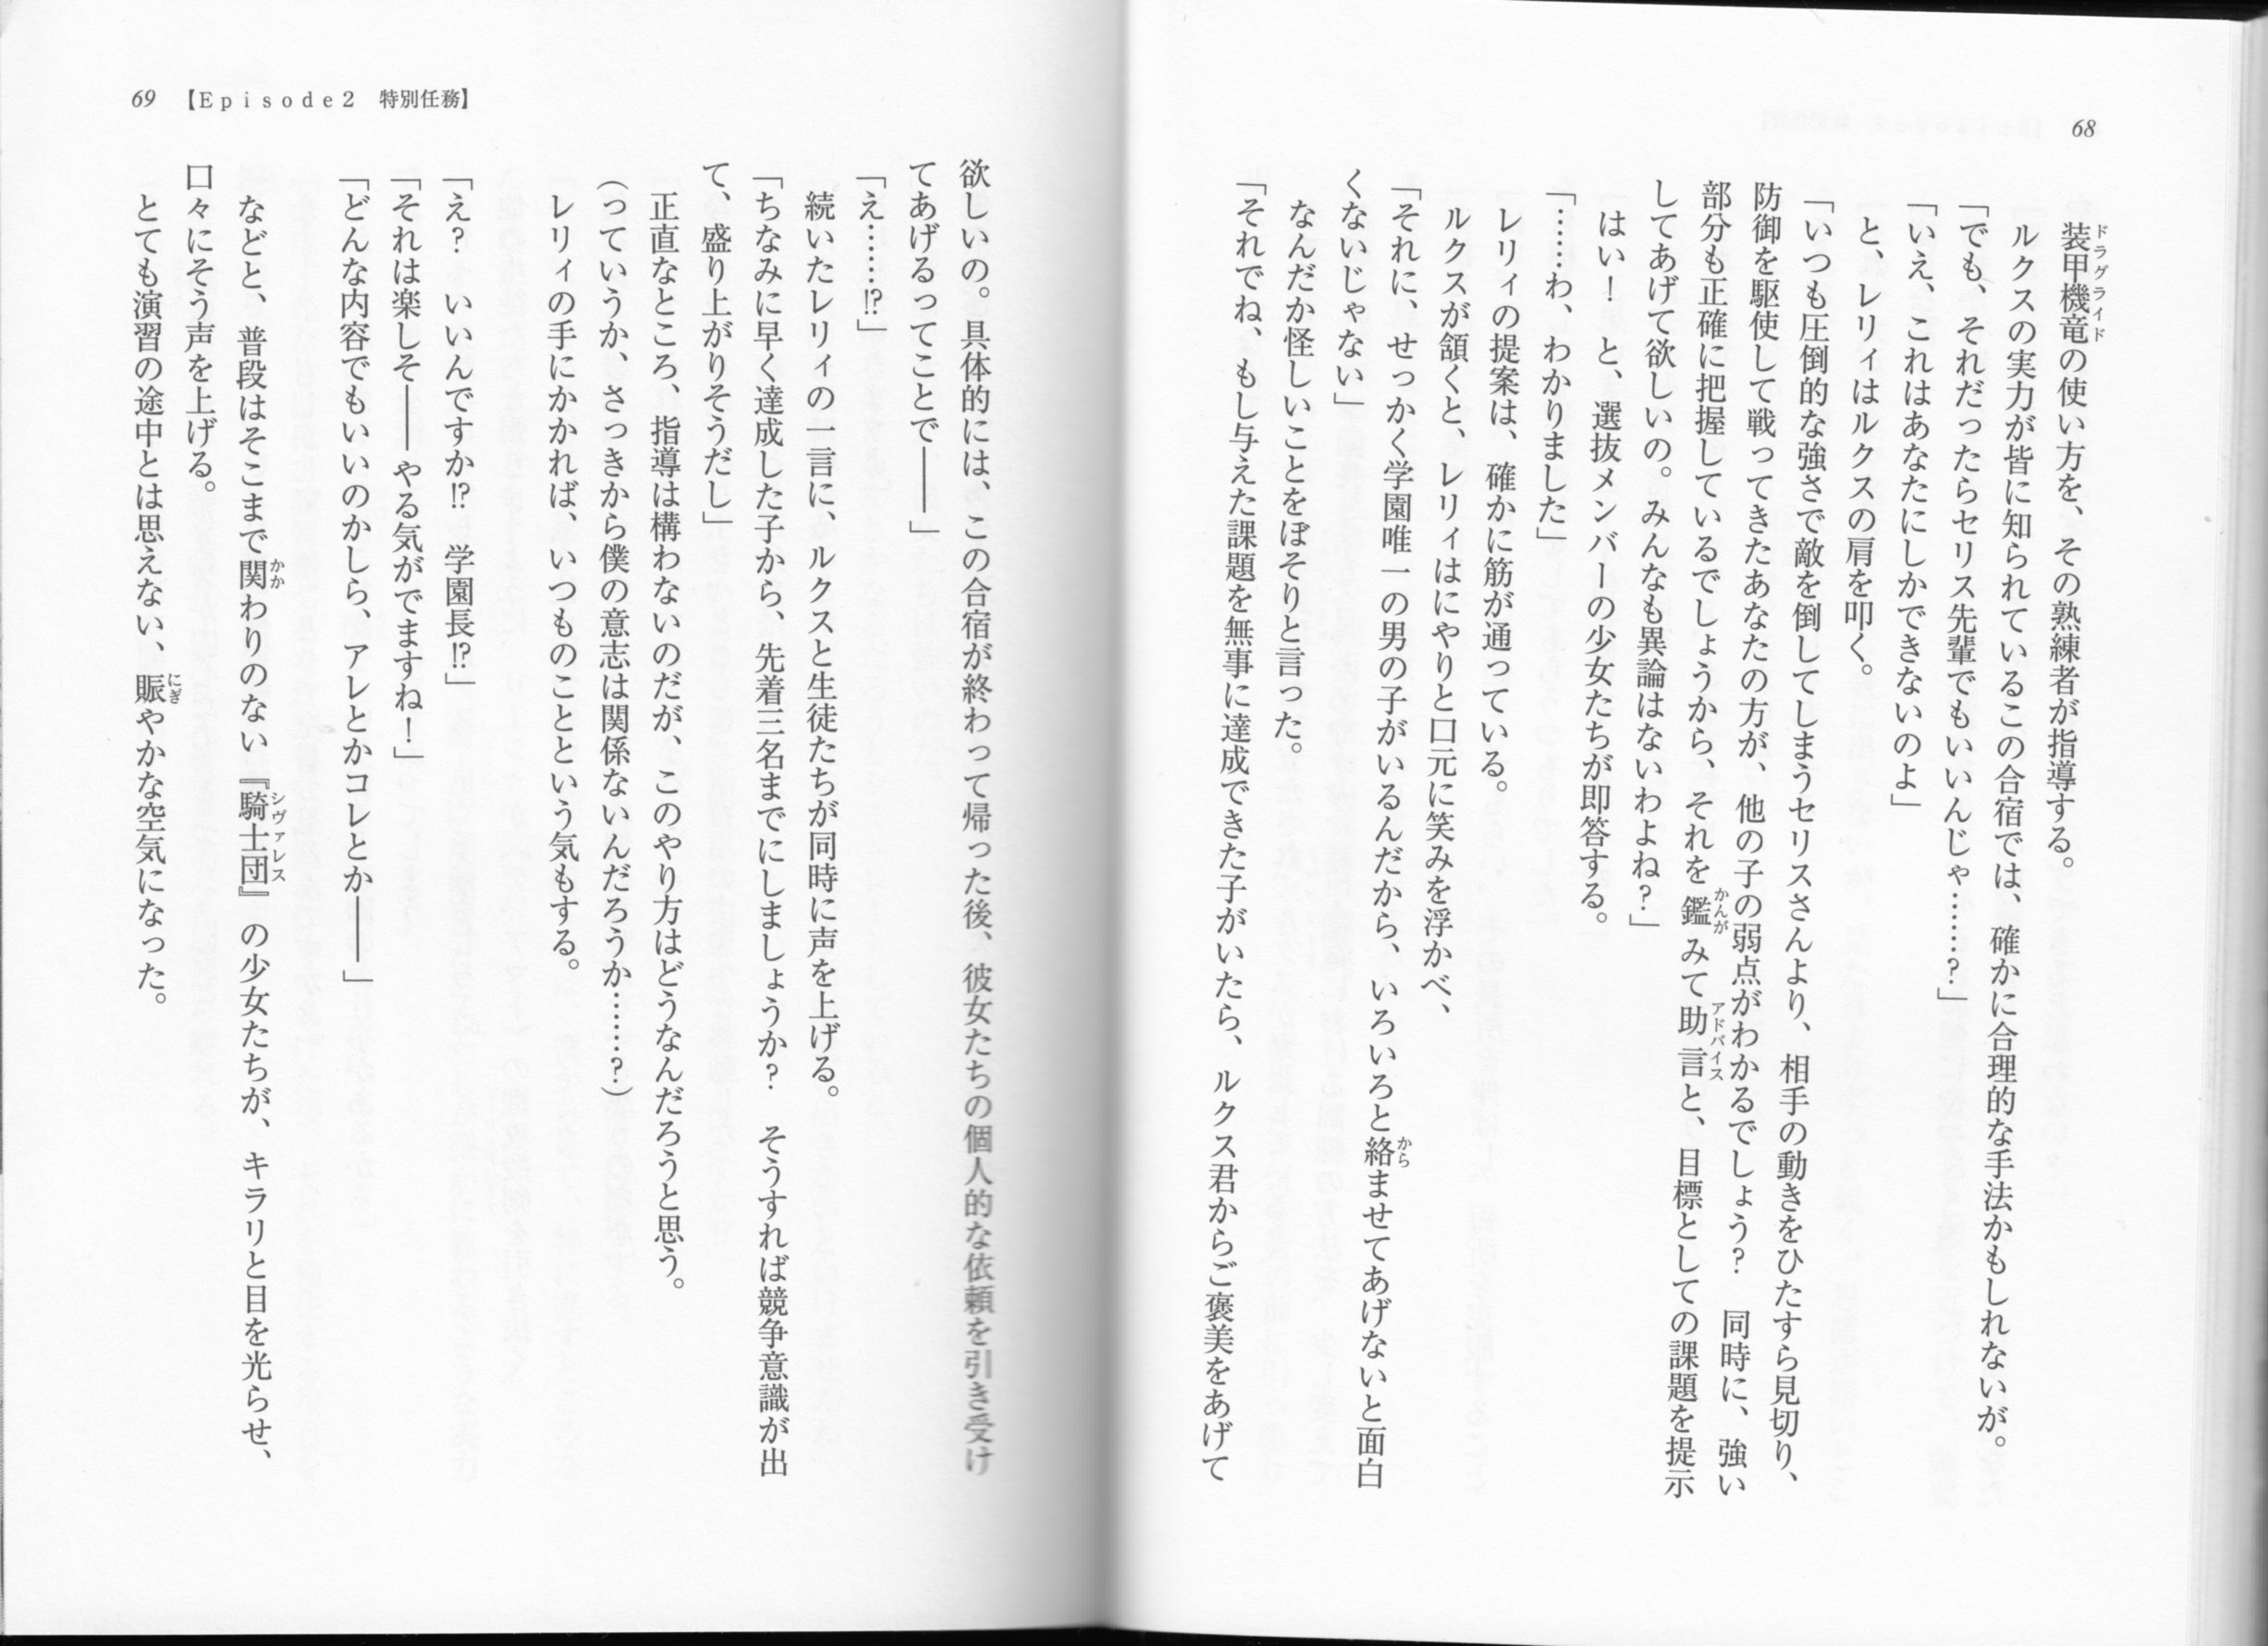 68
装甲機竜の使い方を、その熟練者が指導する。
ルクスの実力が皆に知られているこの合宿では、確かに合理的な手法かもしれないが。
「でも、それだったらセリス先輩でもいいんじゃ……？」
「いえ、これはあなたにしかできないのよ」
と、レリィはルクスの肩を叩く。
「いつも圧倒的な強さで敵を倒してしまうセリスさんより、相手の動きをひたすら見切り、
防御を駆使して戦ってきたあなたの方が、他の子の弱点がわかるでしょう？　同時に、強い
部分も正確に把握しているでしょうから、それを鑑みて助言と、目標としての課題を提示
してあげて欲しいの。みんなも異論はないわよね？」
はい！　と、選抜メンバーの少女たちが即答する。
「……わ、わかりました」
レリィの提案は、確かに筋が通っている。
ルクスが頷くと、レリィはにやりと口元に笑みを浮かべ、
「それに、せっかく学園唯一の男の子がいるんだから、いろいろと絡ませてあげないと面白
くないじゃない」
なんだか怪しいことをぼそりと言った。
「それでね、もし与えた課題を無事に達成できた子がいたら、ルクス君からご褒美をあげて
69 【Episode2　特別任務】
欲しいの。具体的には、この合宿が終わって帰った後、彼女たちの個人的な依頼を引き受け
てあげるってことで――」
「え……⁉」
続いたレリィの一言に、ルクスと生徒たちが同時に声を上げる。
「ちなみに早く達成した子から、先着三名までにしましょうか？　そうすれば競争意識が出
て、盛り上がりそうだし」
正直なところ、指導は構わないのだが、このやり方はどうなんだろうと思う。
（っていうか、さっきから僕の意志は関係ないんだろうか……？）
レリィの手にかかれば、いつものことという気もする。
「え？　いいんですか⁉　学園長⁉」
「それは楽しそ――やる気がでますね！」
「どんな内容でもいいのかしら、アレとかコレとか――」
などと、普段はそこまで関わりのない『騎士団』の少女たちが、キラリと目を光らせ、
口々にそう声を上げる。
とても演習の途中とは思えない、賑やかな空気になった。